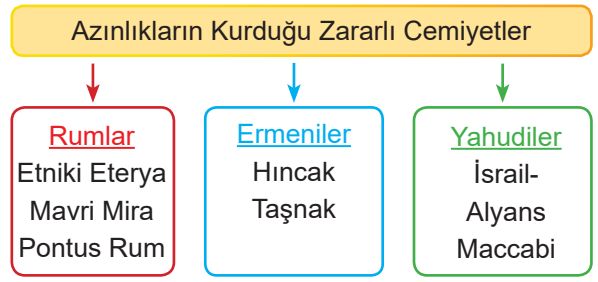 Azınlıkların Kurduğu Zararlı Cemiyetler
Rumlar
Etniki Eterya
Mavri Mira
Pontus Rum
Ermeniler
Hıncak
Taşnak
Yahudiler
İsrail-
Alyans
Maccabi